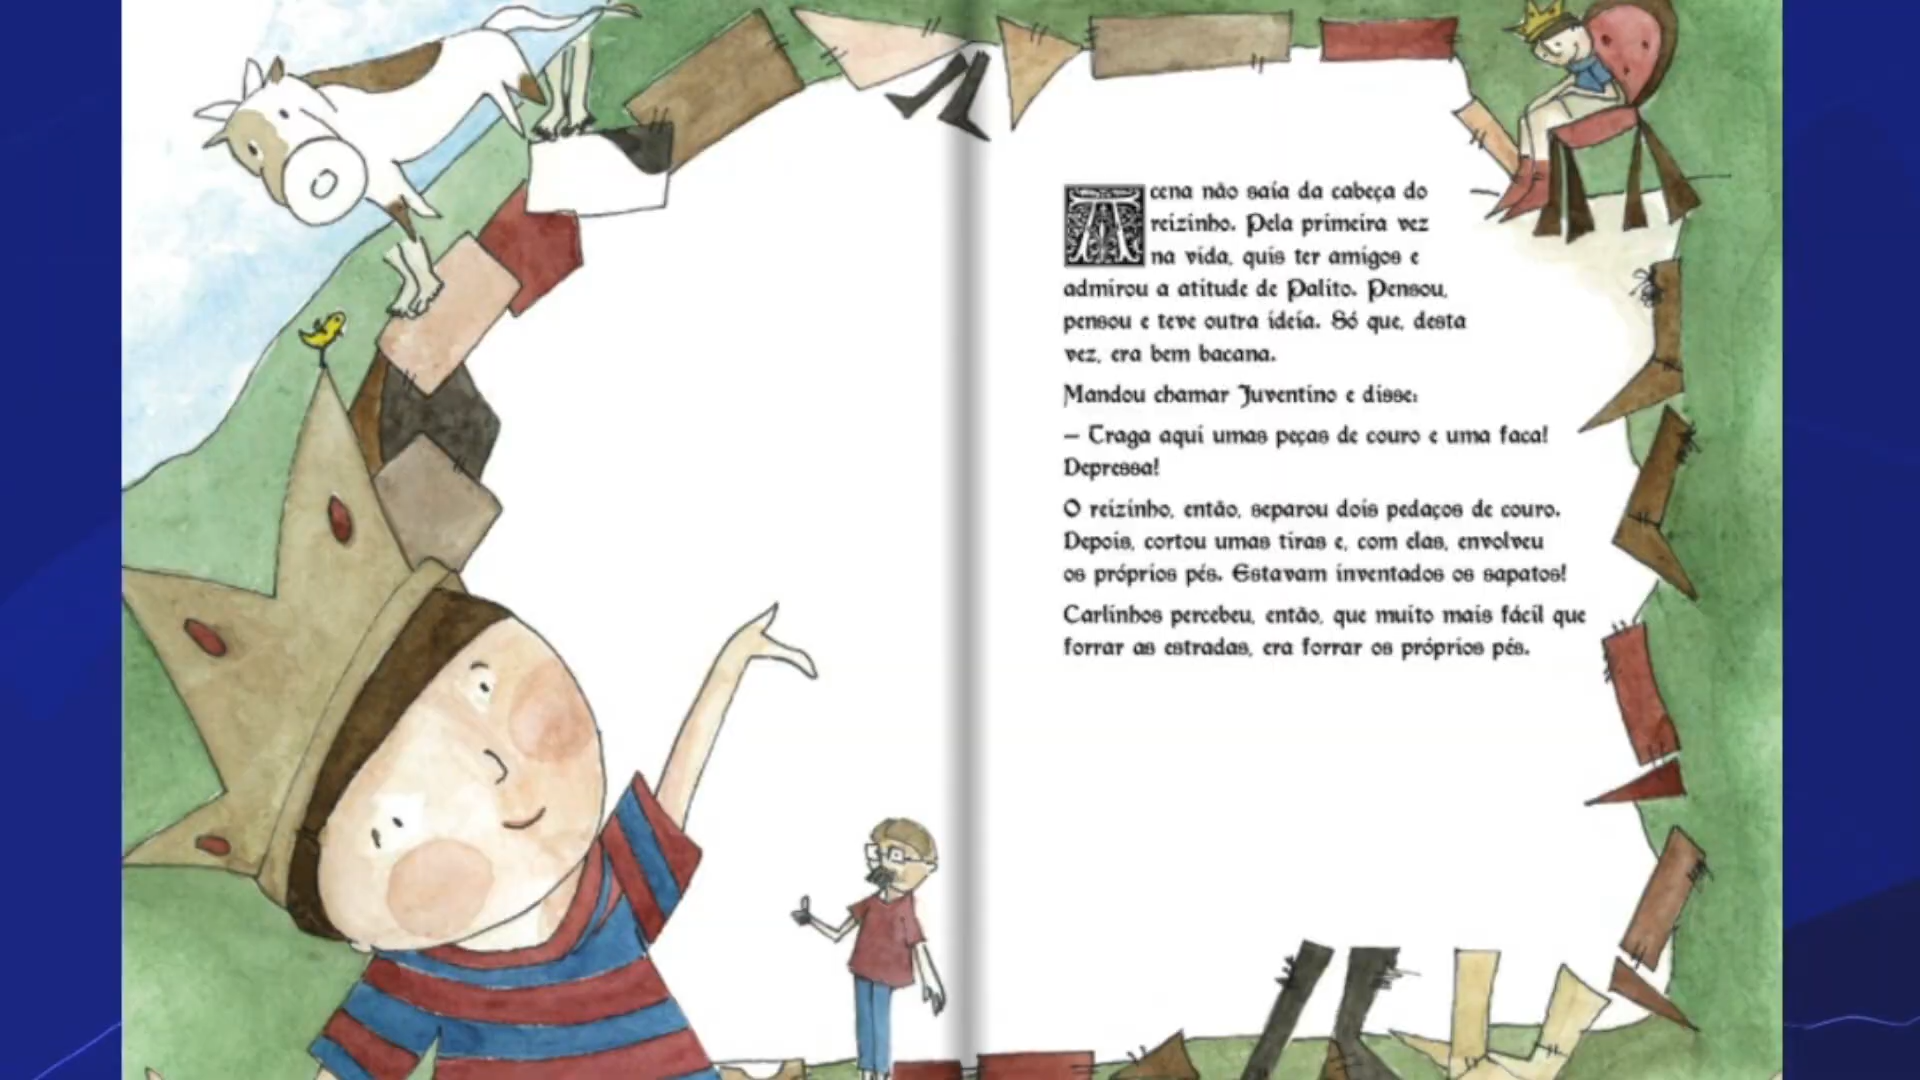 A cena não saía da cabeça do
reizinho. Pela primeira vez
na vida, quis ter amigos e
admirou a atitude de Palito. Pensou,
pensou e teve outra ideia. Só que, desta
vez, era bem bacana.
Mandou chamar Juventino e disse:
– Traga aqui umas peças de couro e uma faca!
Depressa!
O reizinho, então, separou dois pedaços de couro.
Depois, cortou umas tiras e, com elas, envolveu
os próprios pés. Estavam inventados os sapatos!
Carlinhos percebeu, então, que muito mais fácil que
forrar as estradas, era forrar os próprios pés.